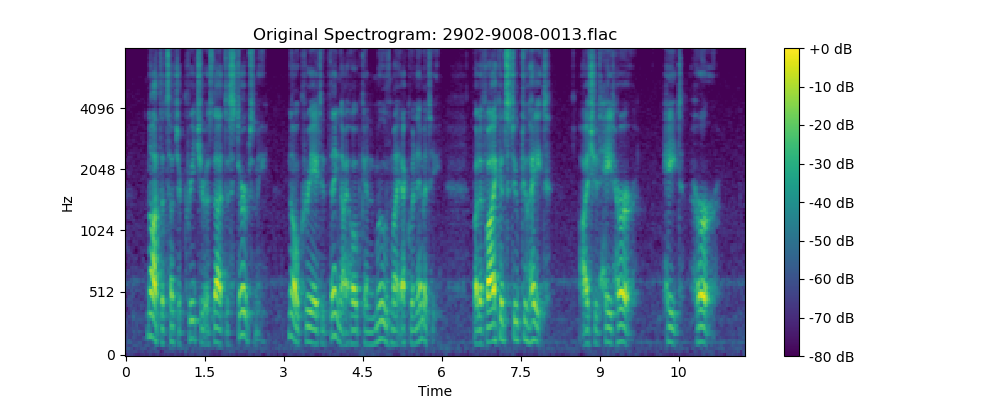 Original Spectrogram: 2902-9008-0013.flac
+0 dB
-10 dB
4096
-20 dB
2048
-30 dB
Hz
-40 dB
1024
-50 dB
-60 dB
512
-70 dB
0
-80 dB
0 1.5 3 4.5 6 7.5 9 10
Time